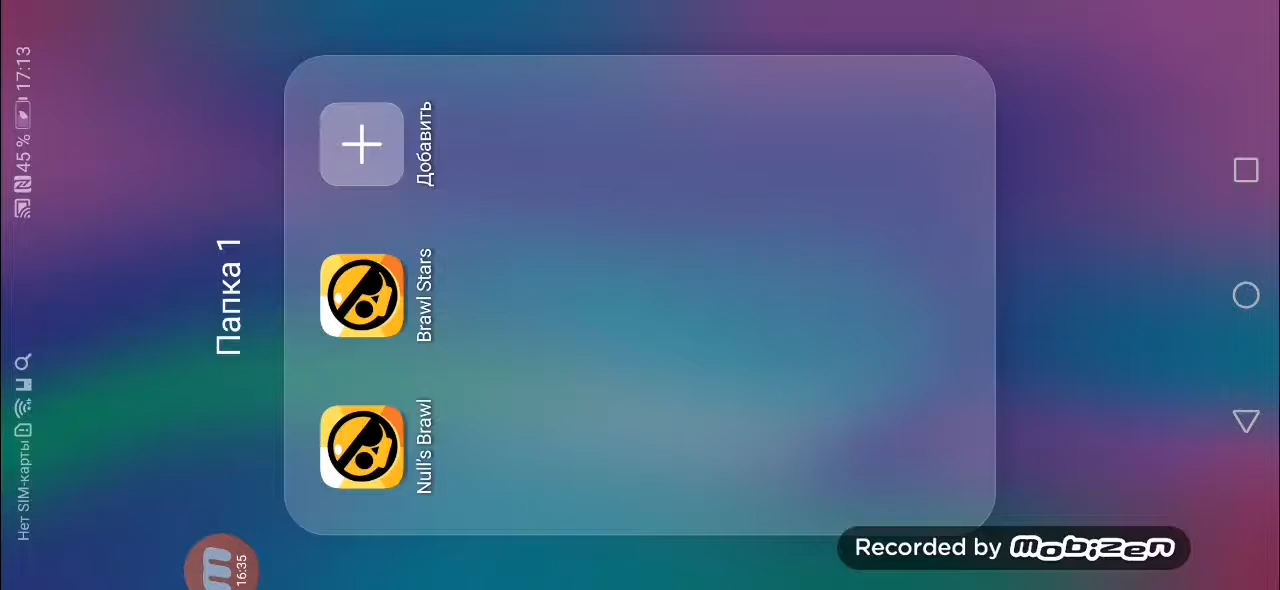 Нет SIM-карты
45 %
17:13
Папка 1
Null's Brawl
Brawl Stars
Добавить
16:35
Recorded by mobizen